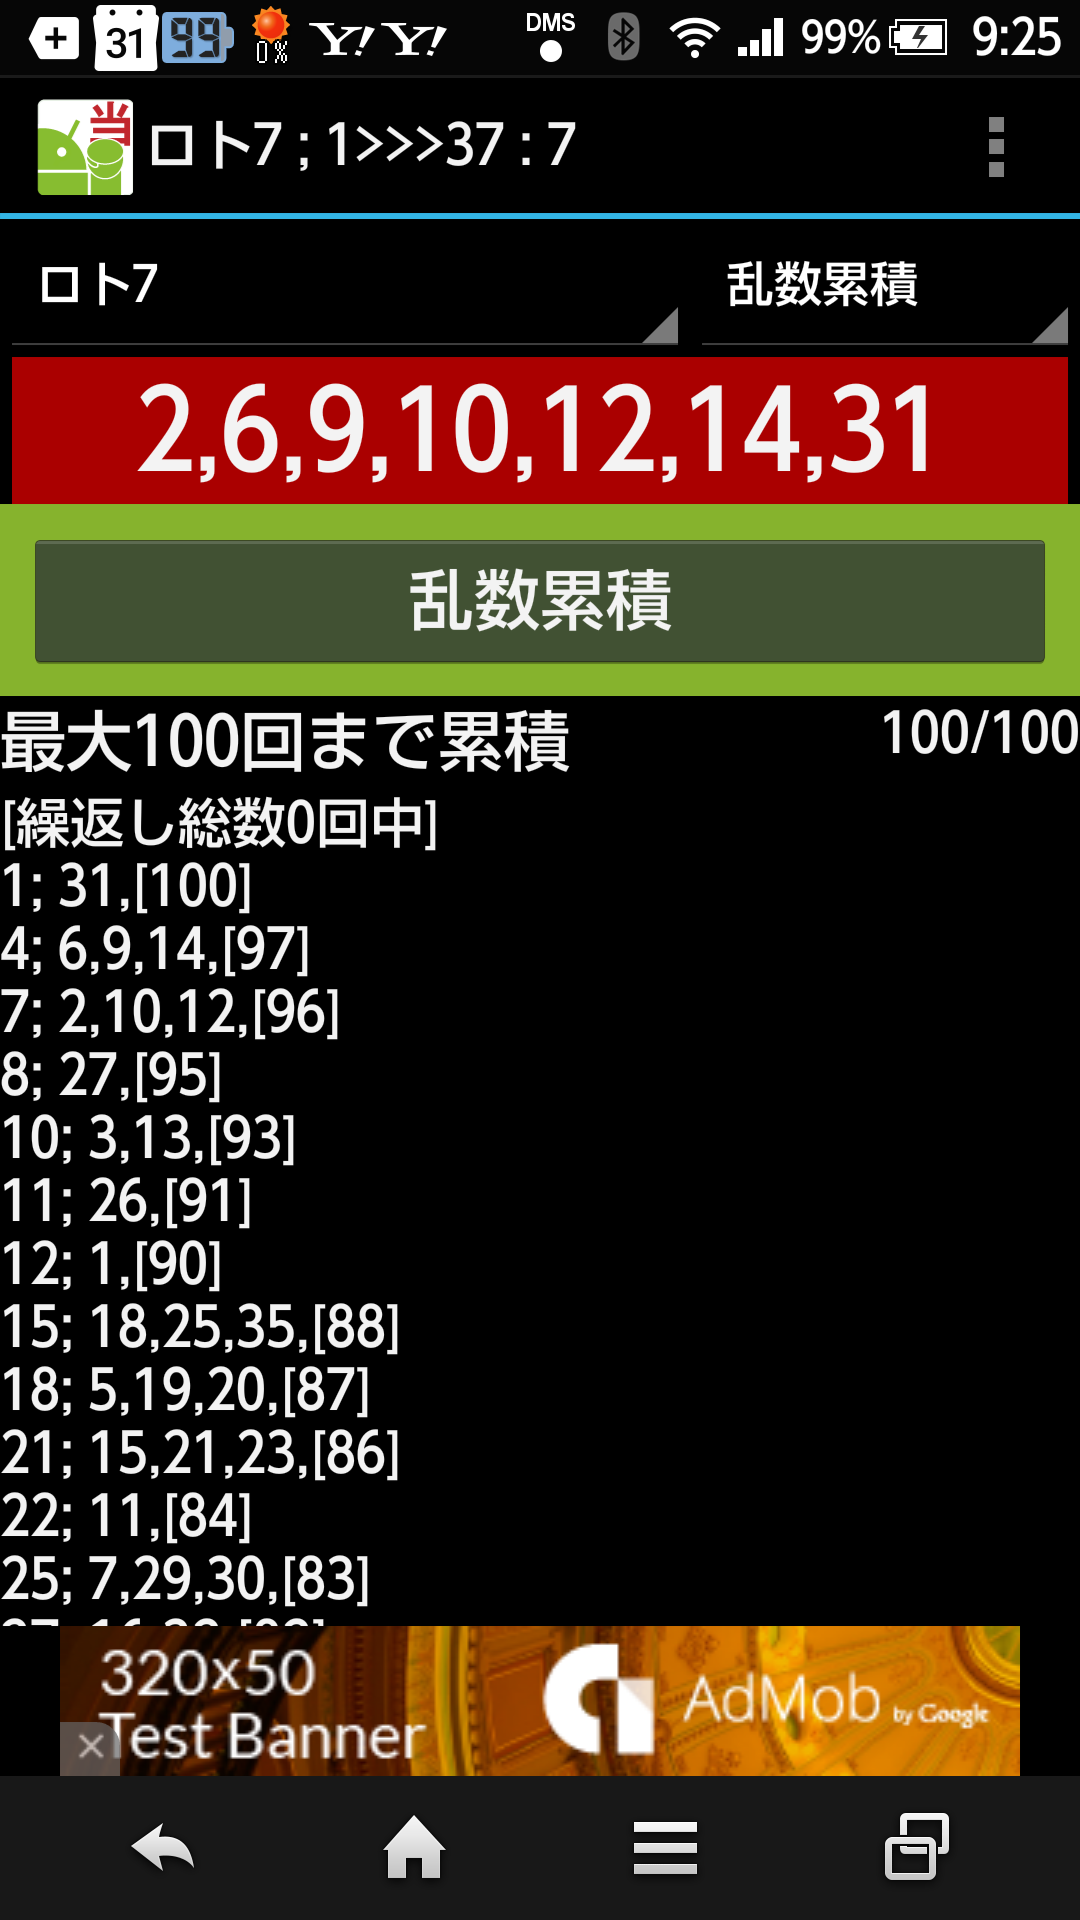 31 99 0% Y! Y! DMS 99% 9:25
当
ロト7 ; 1>>>37 : 7
ロト7 乱数累積
2,6,9,10,12,14,31
乱数累積
最大100回まで累積 100/100
[繰返し総数0回中]
1; 31,[100]
4; 6,9,14,[97]
7; 2,10,12,[96]
8; 27,[95]
10; 3,13,[93]
11; 26,[91]
12; 1,[90]
15; 18,25,35,[88]
18; 5,19,20,[87]
21; 15,21,23,[86]
22; 11,[84]
25; 7,29,30,[83]
320x50
Test Banner
AdMob by Google